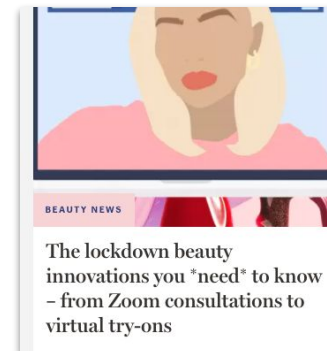 BEAUTY NEWS
The lockdown beauty
innovations you *need* to know
– from Zoom consultations to
virtual try-ons